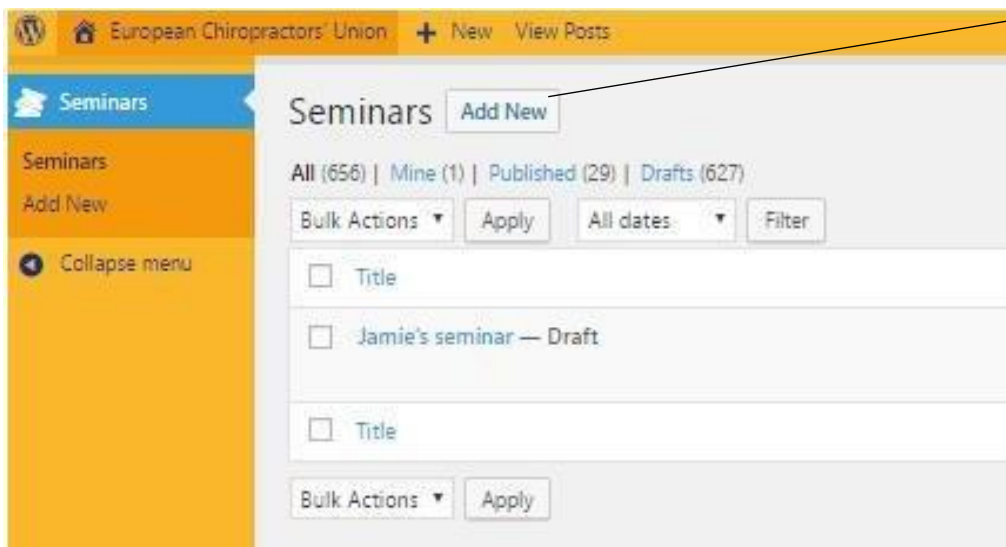 European Chiropractors' Union + New View Posts
Seminars
Seminars
Add New
Collapse menu
Seminars Add New
All (656) | Mine (1) | Published (29) | Drafts (627)
Bulk Actions Apply All dates Filter
Title
Jamie's seminar — Draft
Title
Bulk Actions Apply